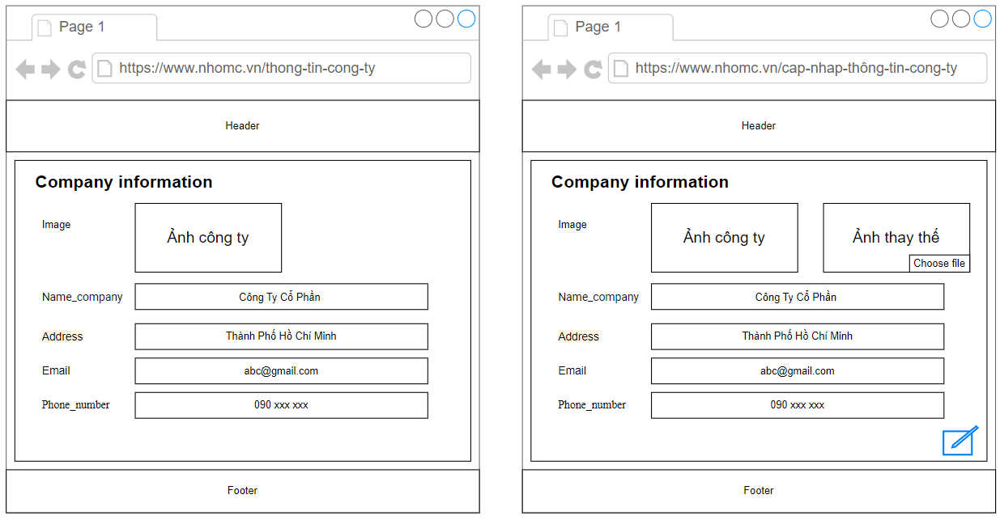 Page 1
https://www.nhomc.vn/thong-tin-cong-ty
Header
Company information
Image
Ảnh công ty
Name_company
Công Ty Cổ Phần
Address
Thành Phố Hồ Chí Minh
Email
abc@gmail.com
Phone_number
090 xxx xxx
Footer
Page 1
https://www.nhomc.vn/cap-nhap-thông-tin-cong-ty
Header
Company information
Image
Ảnh công ty
Ảnh thay thế
Choose file
Name_company
Công Ty Cổ Phần
Address
Thành Phố Hồ Chí Minh
Email
abc@gmail.com
Phone_number
090 xxx xxx
Footer